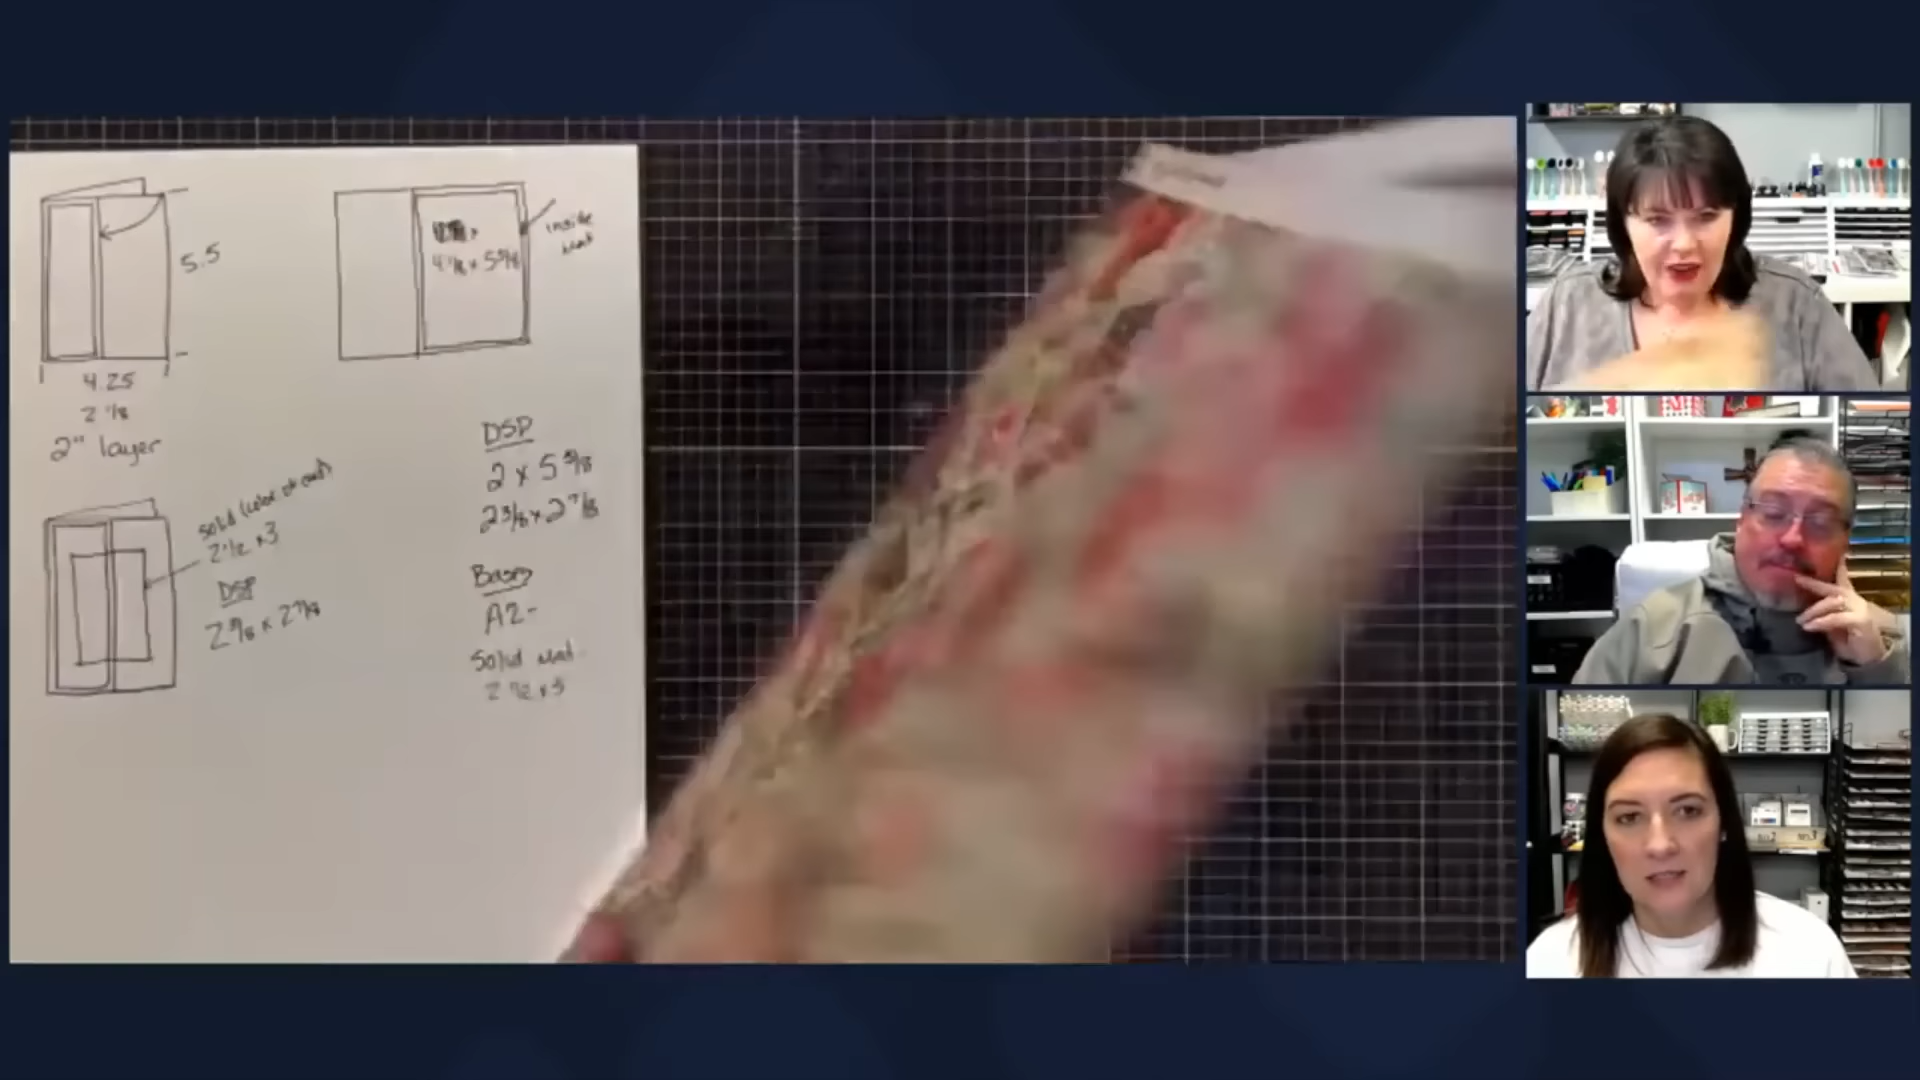 5.5
4.25
2 1/8
2" layer
inside
4 1/8 x 5 3/8
solid (color of card)
2 1/2 x 3
DSP
2 3/8 x 2 7/8
DSP
2 x 5 3/8
2 3/8 x 2 7/8
Bases
A2-
Solid Mat -
2 1/2 x 3